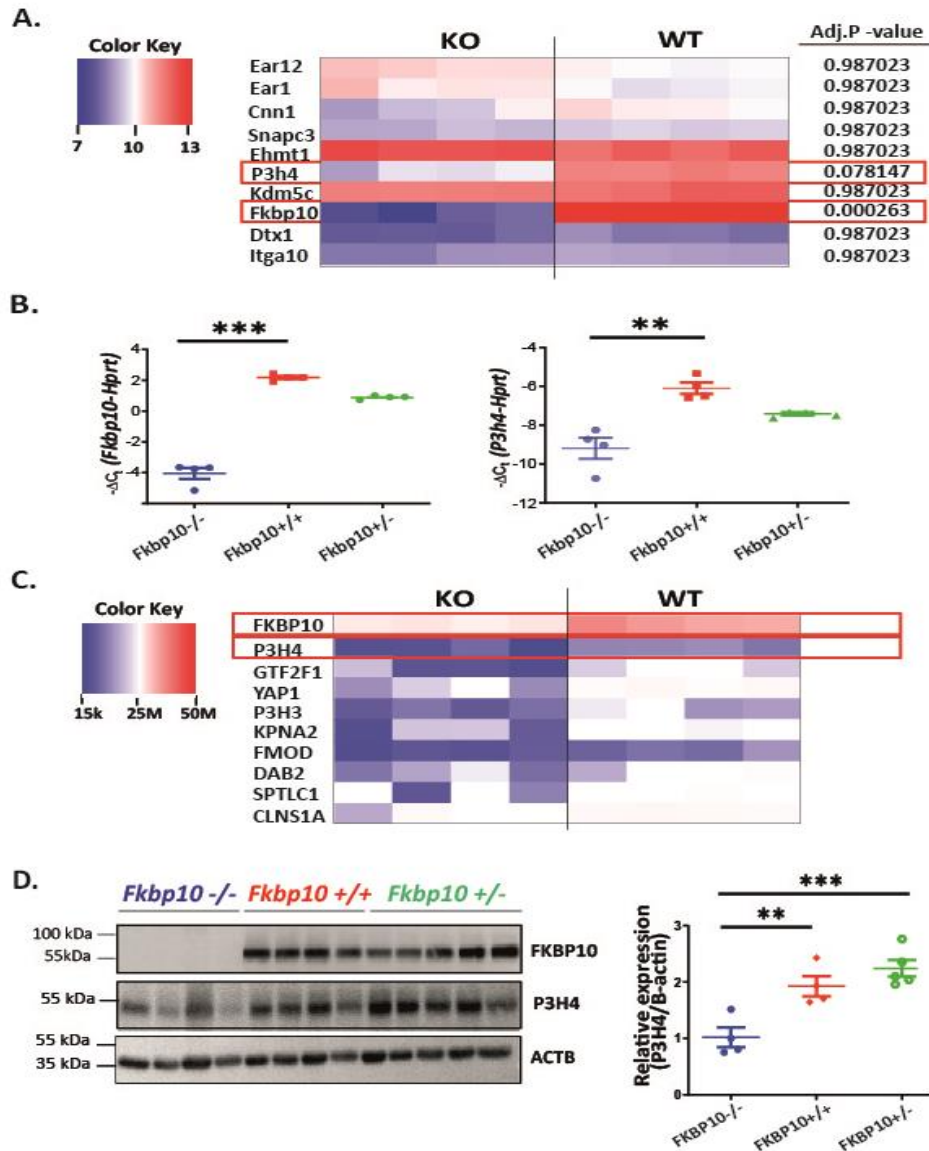 A.
Color Key
7 10 13
KO WT Adj.P -value
Ear12 0.987023
Ear1 0.987023
Cnn1 0.987023
Snapc3 0.987023
Ehmt1 0.987023
P3h4 0.078147
Kdm5c 0.987023
Fkbp10 0.000263
Dtx1 0.987023
Itga10 0.987023
B.
***
-ΔCt (Fkbp10-Hprt)
4
2
0
-2
-4
Fkbp10-/- Fkbp10+/+ Fkbp10+/-
**
-ΔCt (P3h4-Hprt)
-4
-6
-8
-10
-12
Fkbp10-/- Fkbp10+/+ Fkbp10+/-
C.
Color Key
15k 25M 50M
KO WT
FKBP10
P3H4
GTF2F1
YAP1
P3H3
KPNA2
FMOD
DAB2
SPTLC1
CLNS1A
D.
Fkbp10 -/- Fkbp10 +/+ Fkbp10 +/-
100 kDa
55kDa
FKBP10
55 kDa
P3H4
55 kDa
35 kDa
ACTB
***
**
Relative expression
(P3H4/B-actin)
3
2
1
0
FKBP10-/- FKBP10+/+ FKBP10+/-